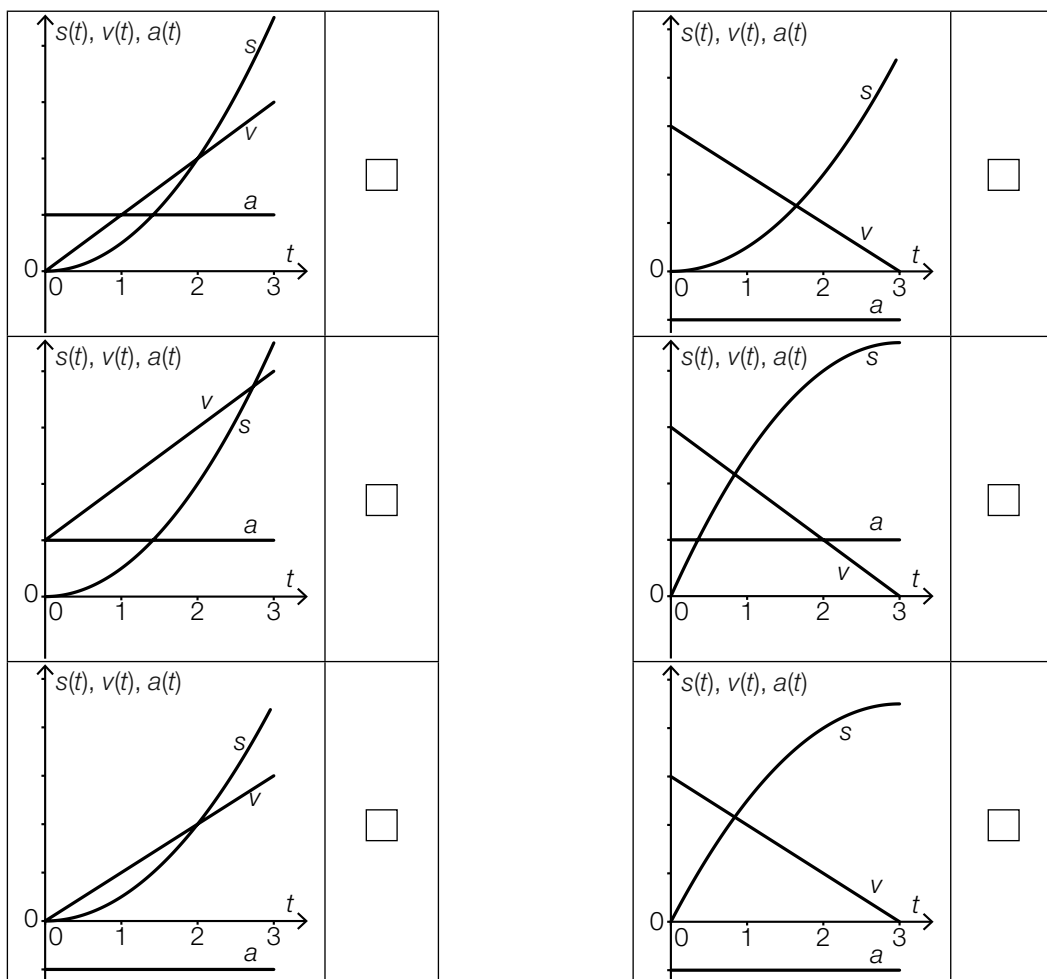 s(t), v(t), a(t)
s
v
a
t
0
0 1 2 3
s(t), v(t), a(t)
s
v
t
0
0 1 2 3
a
s(t), v(t), a(t)
v
s
a
t
0
0 1 2 3
s(t), v(t), a(t)
s
a
v
t
0
0 1 2 3
s(t), v(t), a(t)
s
v
t
0
0 1 2 3
a
s(t), v(t), a(t)
s
v
t
0
0 1 2 3
a